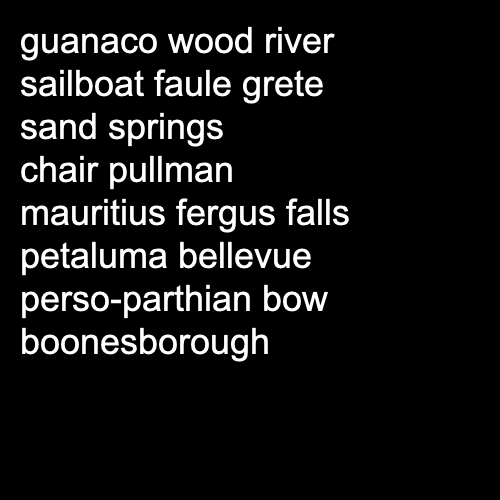 guanaco wood river
sailboat faule grete
sand springs
chair pullman
mauritius fergus falls
petaluma bellevue
perso-parthian bow
boonesborough